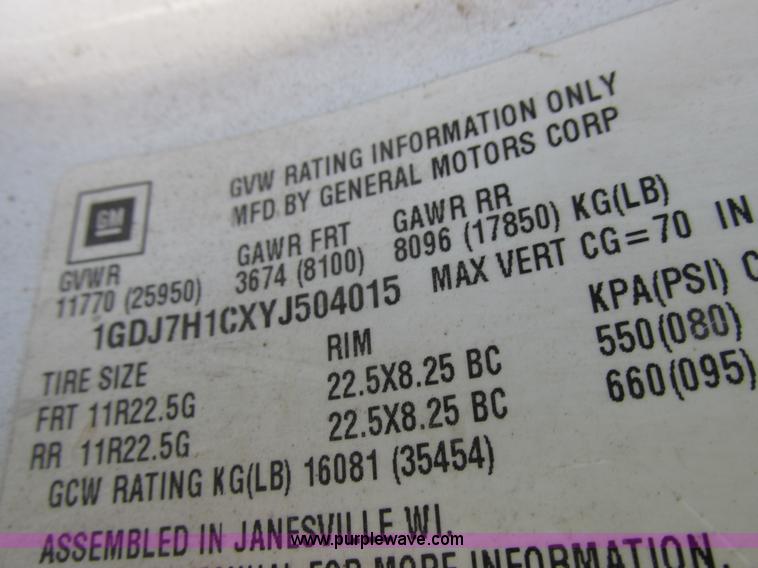 GVW RATING INFORMATION ONLY
MFD BY GENERAL MOTORS CORP
GM
GVWR GAWR FRT GAWR RR
11770 (25950) 3674 (8100) 8096 (17850) KG(LB)
1GDJ7H1CXYJ504015 MAX VERT CG=70 IN
TIRE SIZE RIM KPA(PSI) C
FRT 11R22.5G 22.5X8.25 BC 550(080)
RR 11R22.5G 22.5X8.25 BC 660(095)
GCW RATING KG(LB) 16081 (35454)
ASSEMBLED IN JANESVILLE WI.
www.purplewave.com
FOR MORE INFORMATION.